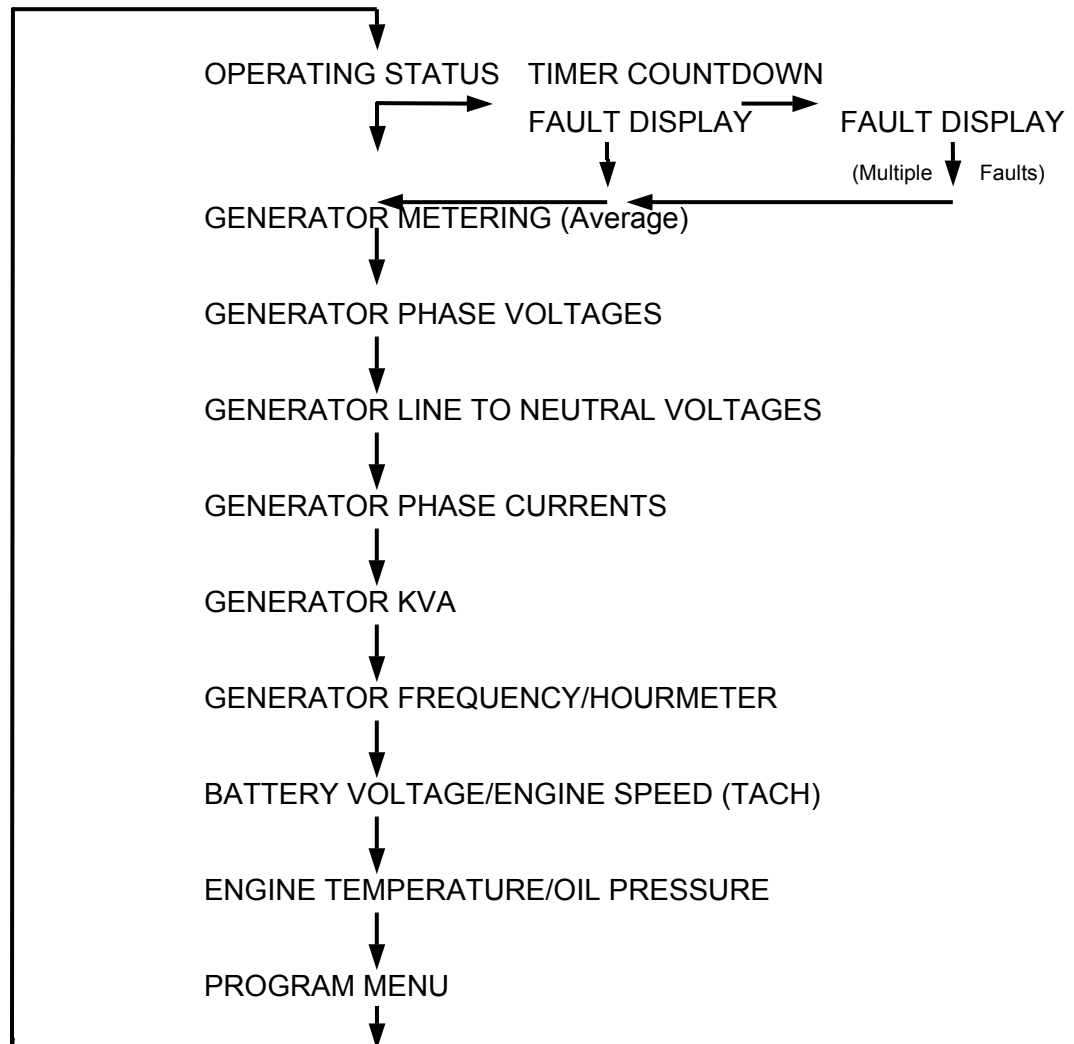 OPERATING STATUS TIMER COUNTDOWN
FAULT DISPLAY FAULT DISPLAY
(Multiple Faults)
GENERATOR METERING (Average)
GENERATOR PHASE VOLTAGES
GENERATOR LINE TO NEUTRAL VOLTAGES
GENERATOR PHASE CURRENTS
GENERATOR KVA
GENERATOR FREQUENCY/HOURMETER
BATTERY VOLTAGE/ENGINE SPEED (TACH)
ENGINE TEMPERATURE/OIL PRESSURE
PROGRAM MENU